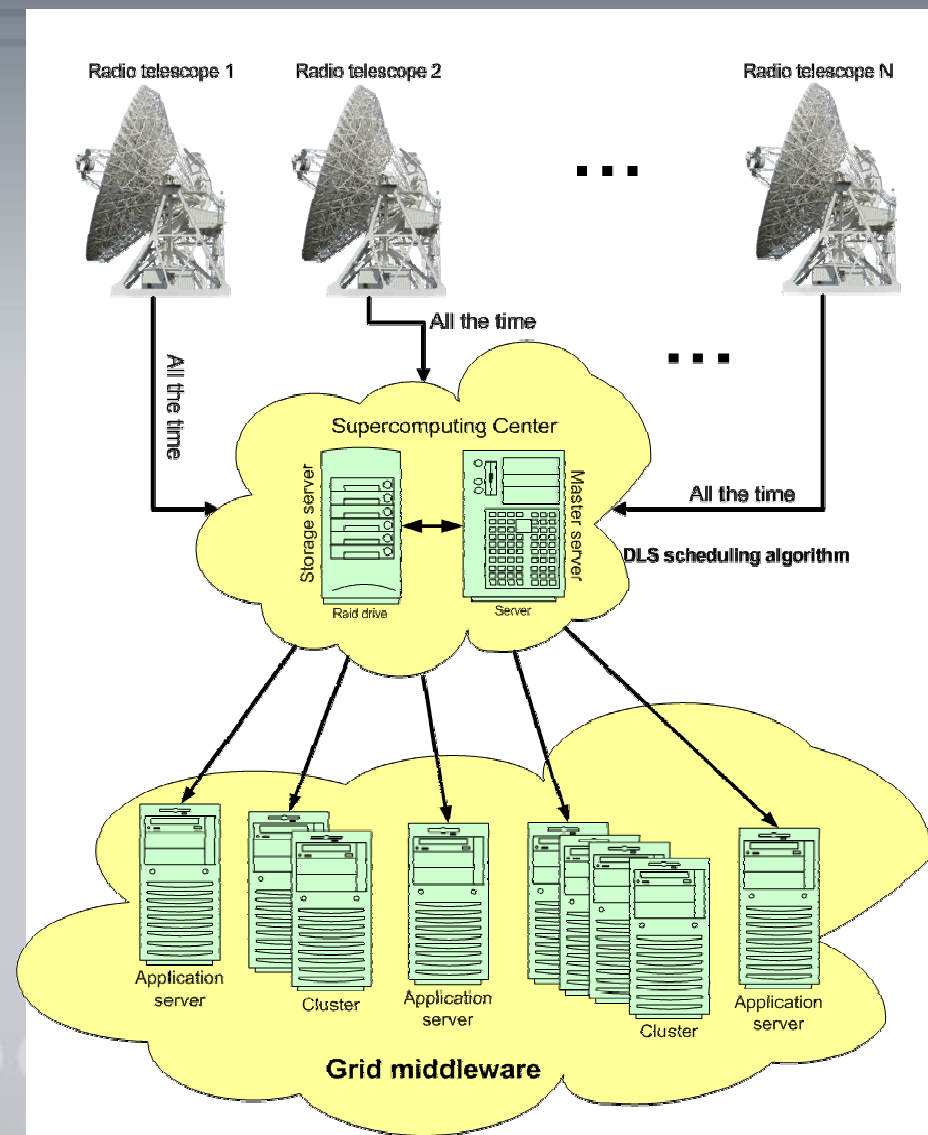 Radio telescope 1
Radio telescope 2
Radio telescope N
...
All the time
All the time
...
All the time
Supercomputing Center
Storage server
Master server
Raid drive
Server
DLS scheduling algorithm
Application
server
Cluster
Application
server
Cluster
Application
server
Grid middleware